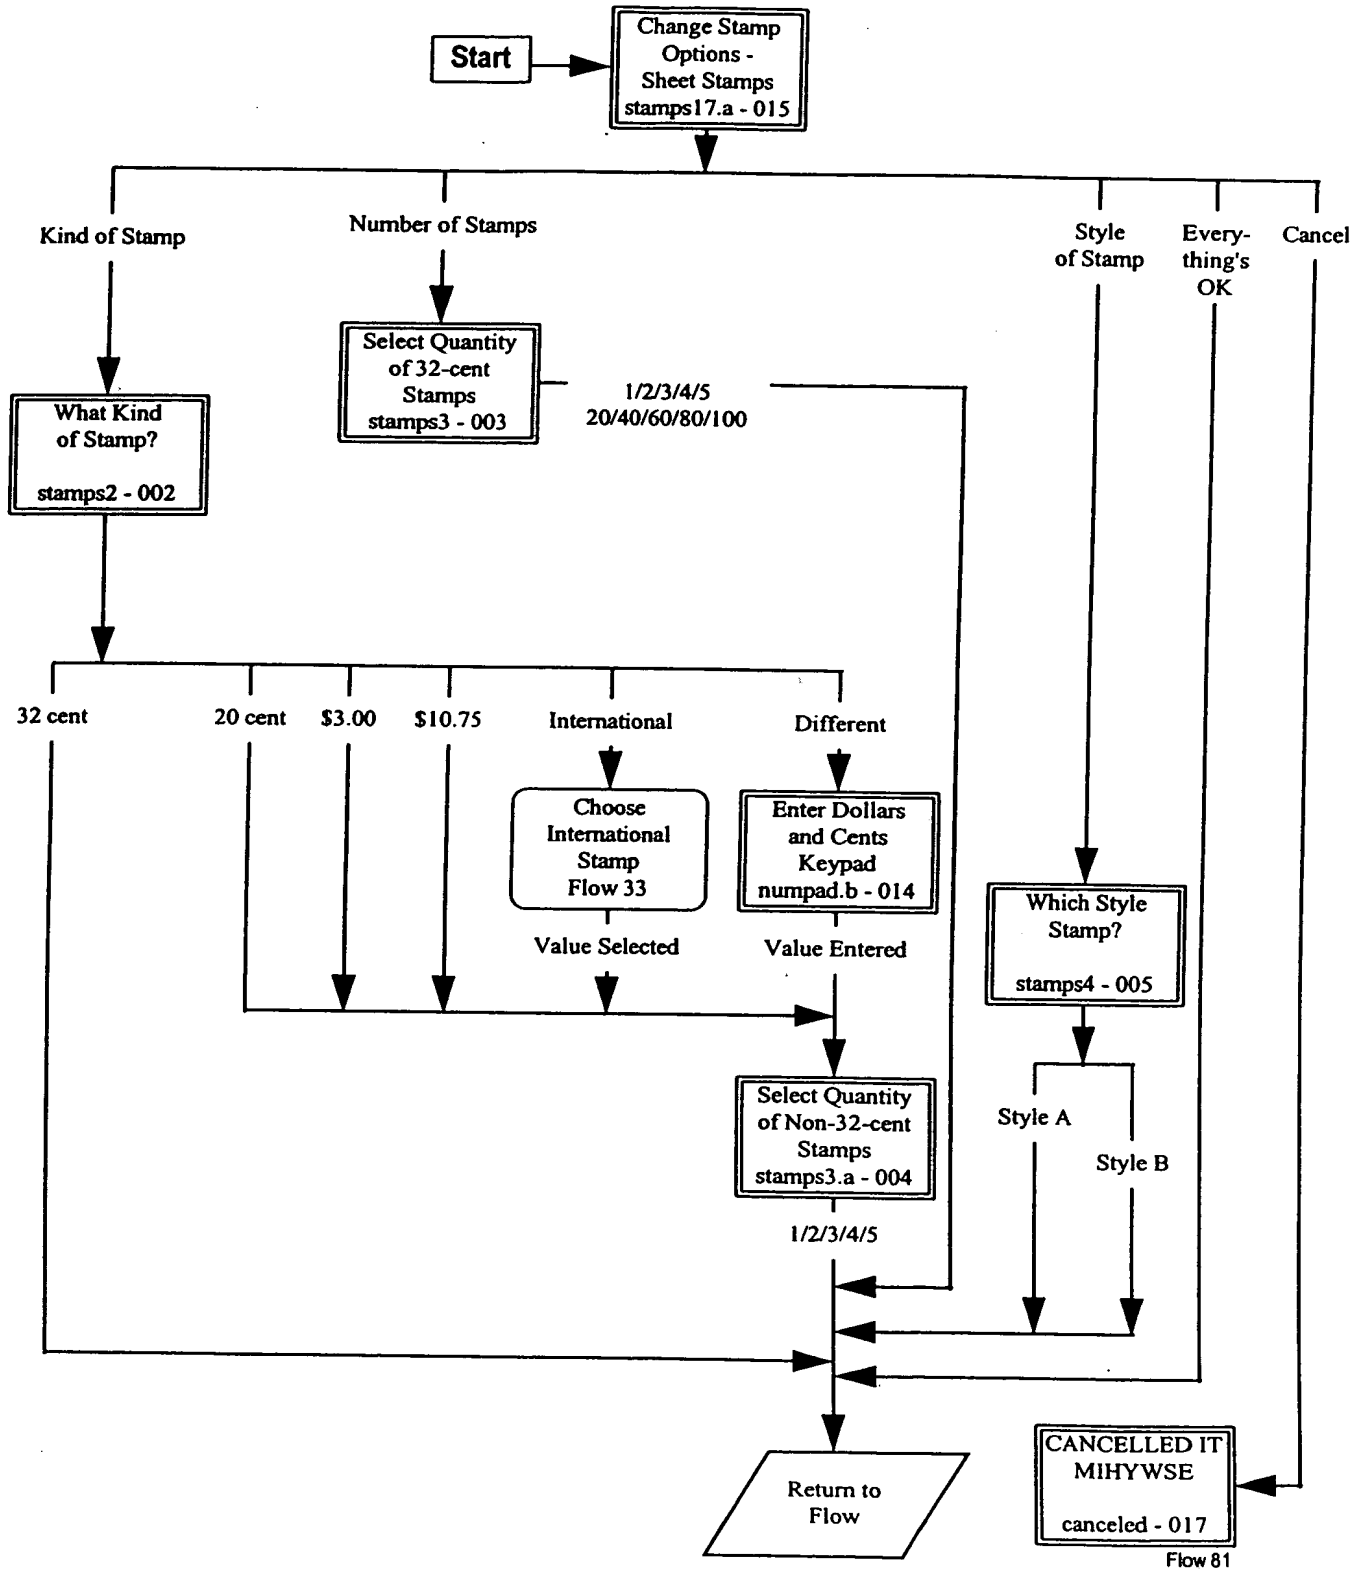 Start
Change Stamp
Options -
Sheet Stamps
stamps17.a - 015
Kind of Stamp
Number of Stamps
Style
of Stamp
Every-
thing's
OK
Cancel
Select Quantity
of 32-cent
Stamps
stamps3 - 003
1/2/3/4/5
20/40/60/80/100
What Kind
of Stamp?
stamps2 - 002
32 cent
20 cent
$3.00
$10.75
International
Different
Choose
International
Stamp
Flow 33
Enter Dollars
and Cents
Keypad
numpad.b - 014
Value Selected
Value Entered
Which Style
Stamp?
stamps4 - 005
Select Quantity
of Non-32-cent
Stamps
stamps3.a - 004
1/2/3/4/5
Style A
Style B
Return to
Flow
CANCELLED IT
MIHYWSE
canceled - 017
Flow 81